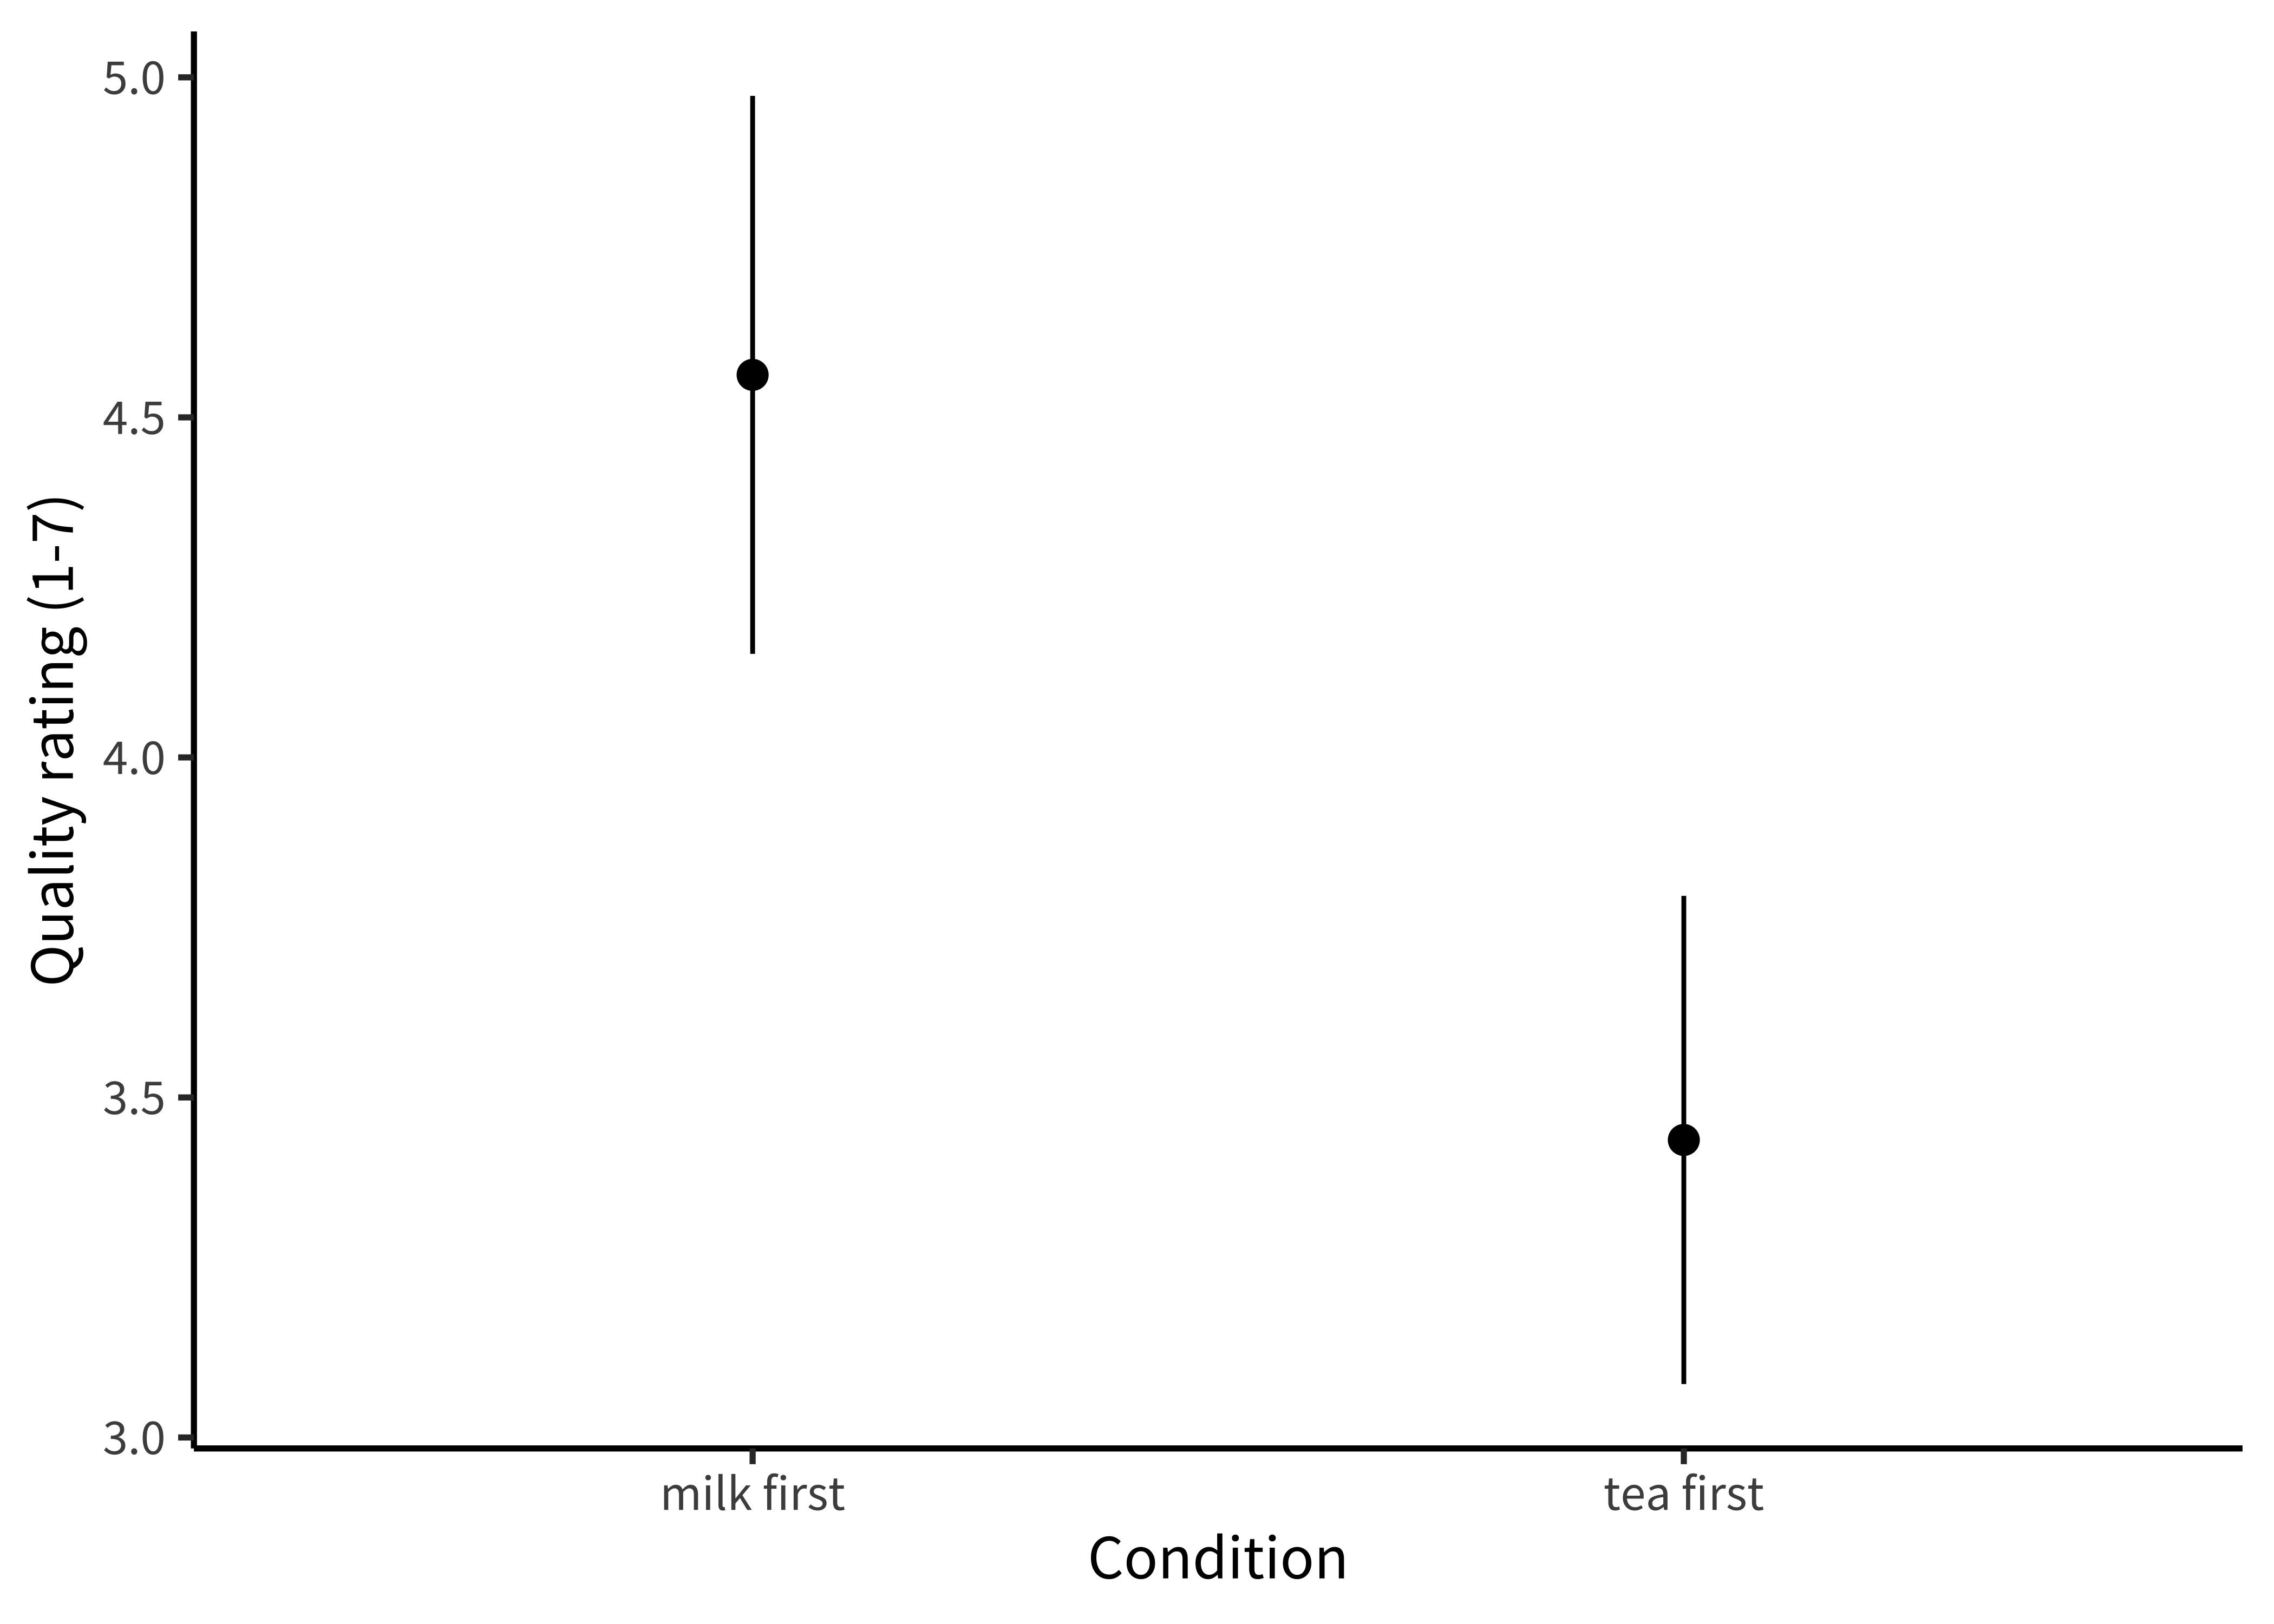 Quality rating (1-7)
5.0
4.5
4.0
3.5
3.0
milk first
tea first
Condition